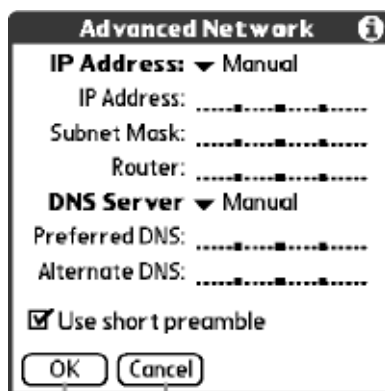 Advanced Network
IP Address: Manual
IP Address:
Subnet Mask:
Router:
DNS Server Manual
Preferred DNS:
Alternate DNS:
Use short preamble
OK Cancel